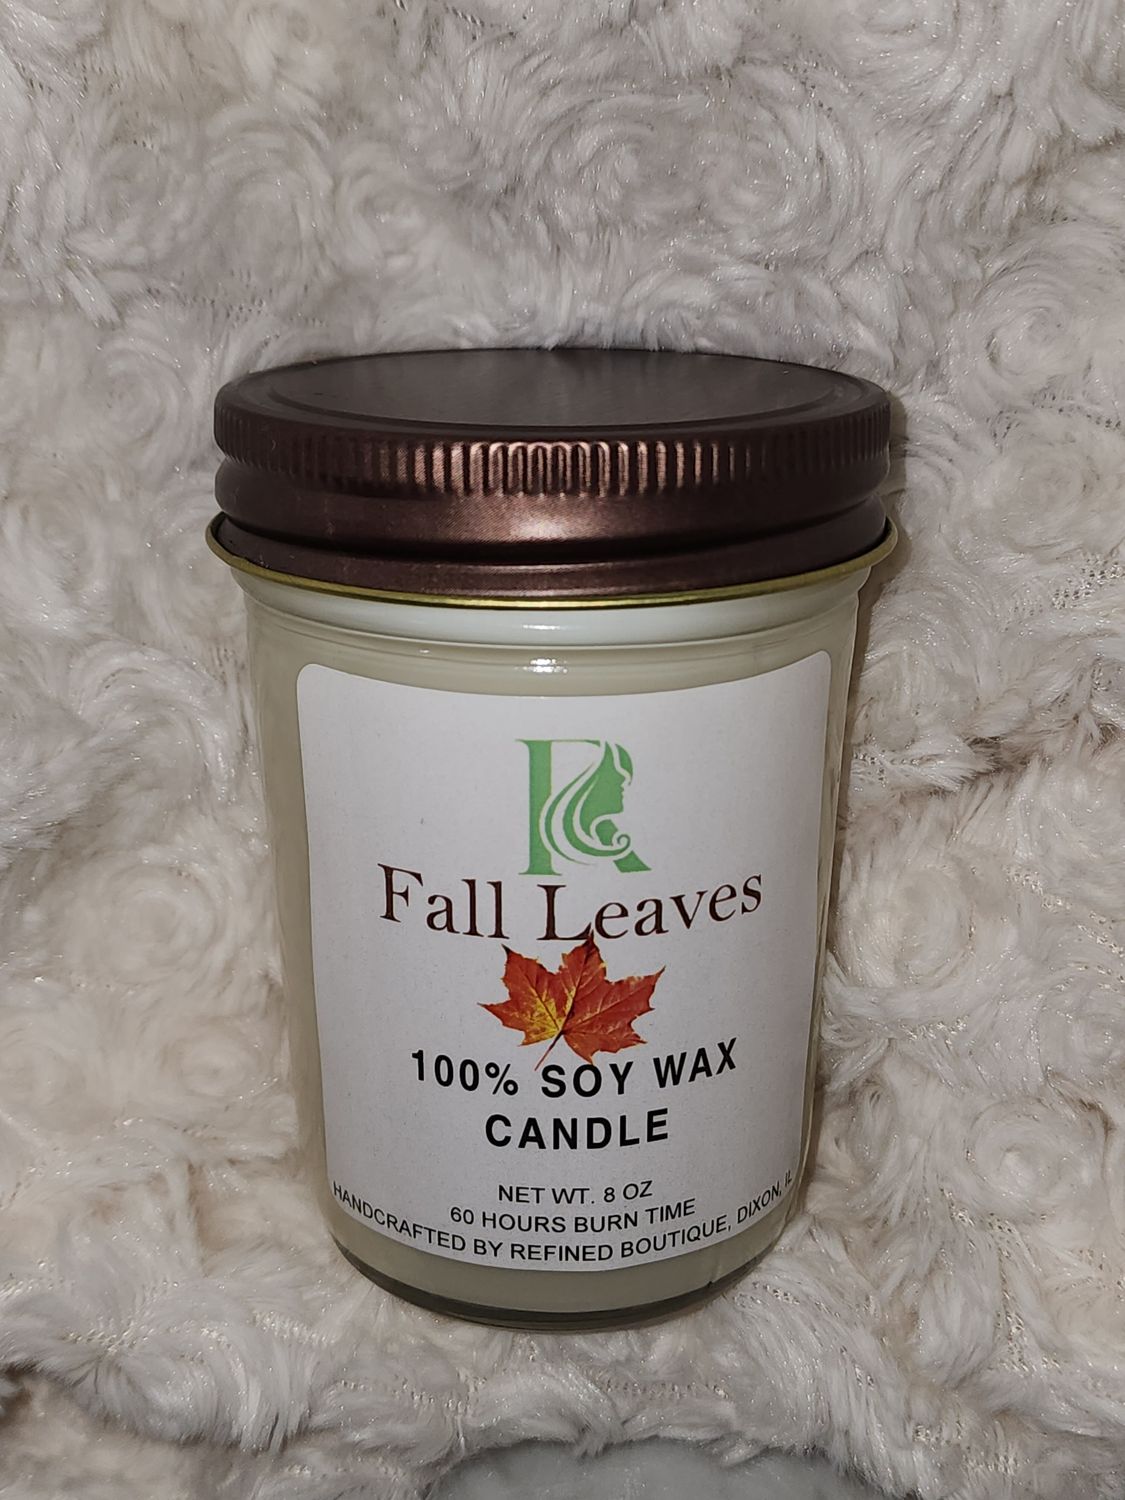 R
Fall Leaves
100% SOY WAX
CANDLE
NET WT. 8 OZ
60 HOURS BURN TIME
HANDCRAFTED BY REFINED BOUTIQUE, DIXON, IL